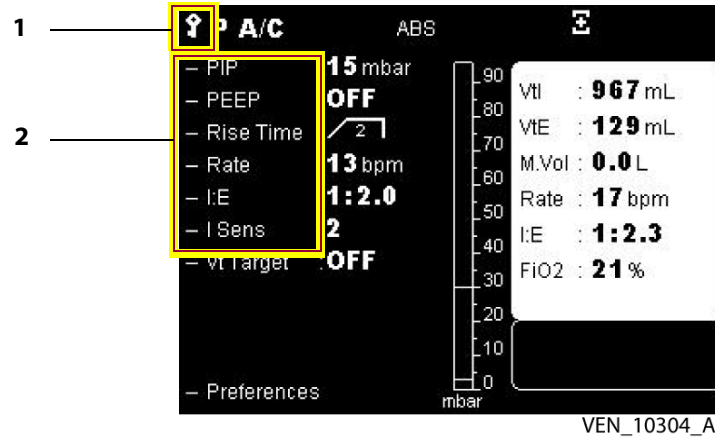 1
P A/C ABS
– PIP 15 mbar
– PEEP OFF
– Rise Time 2
– Rate 13 bpm
– I:E 1:2.0
– I Sens 2
– Vt Target : OFF
– Preferences
90
80
70
60
50
40
30
20
10
0
mbar
VtI : 967 mL
VtE : 129 mL
M.Vol : 0.0 L
Rate : 17 bpm
I:E : 1:2.3
FiO2 : 21 %
2
VEN_10304_A